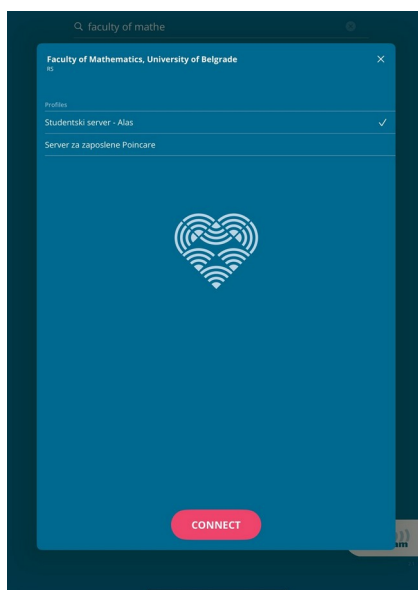 faculty of mathe
Faculty of Mathematics, University of Belgrade
RS
Profiles
Studentski server - Alas
Server za zaposlene Poincare
CONNECT
am